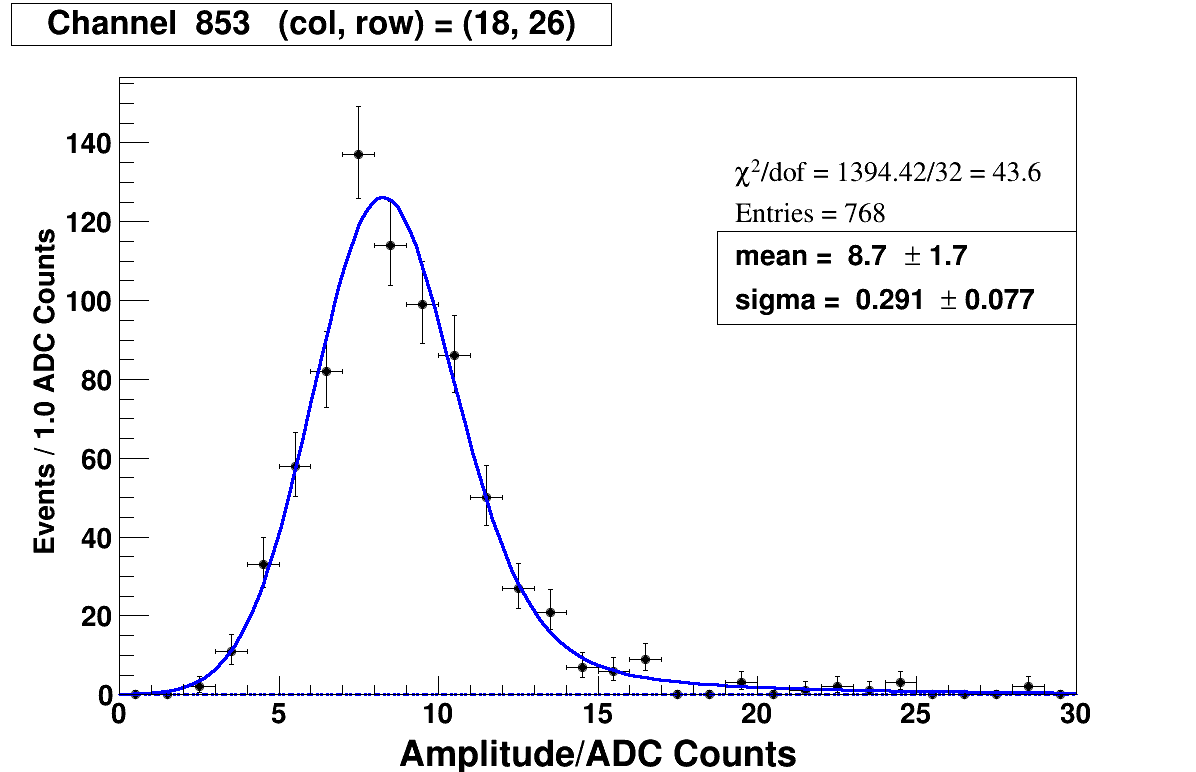 Channel 853 (col, row) = (18, 26)
χ²/dof = 1394.42/32 = 43.6
Entries = 768
mean = 8.7 ± 1.7
sigma = 0.291 ± 0.077
Events / 1.0 ADC Counts
140
120
100
80
60
40
20
0
0 5 10 15 20 25 30
Amplitude/ADC Counts